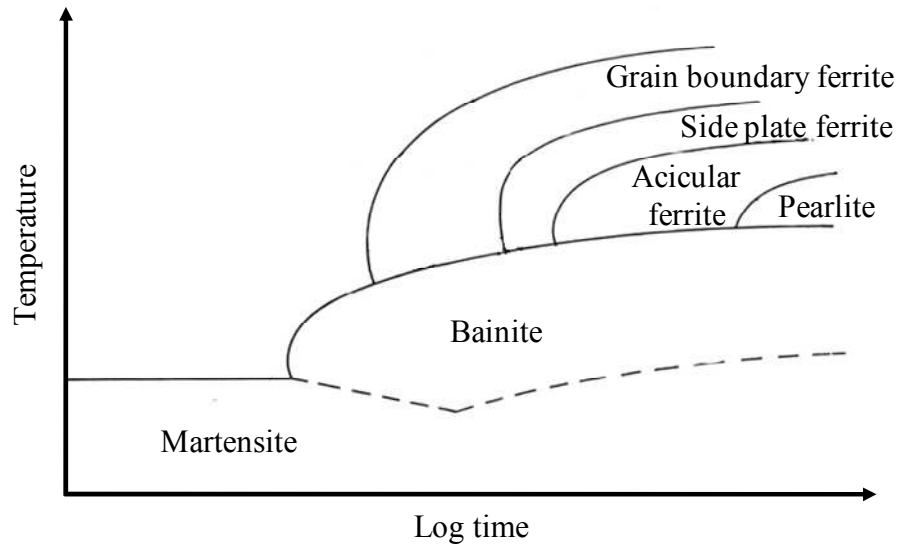 Grain boundary ferrite
Side plate ferrite
Acicular
ferrite
Pearlite
Temperature
Bainite
Martensite
Log time